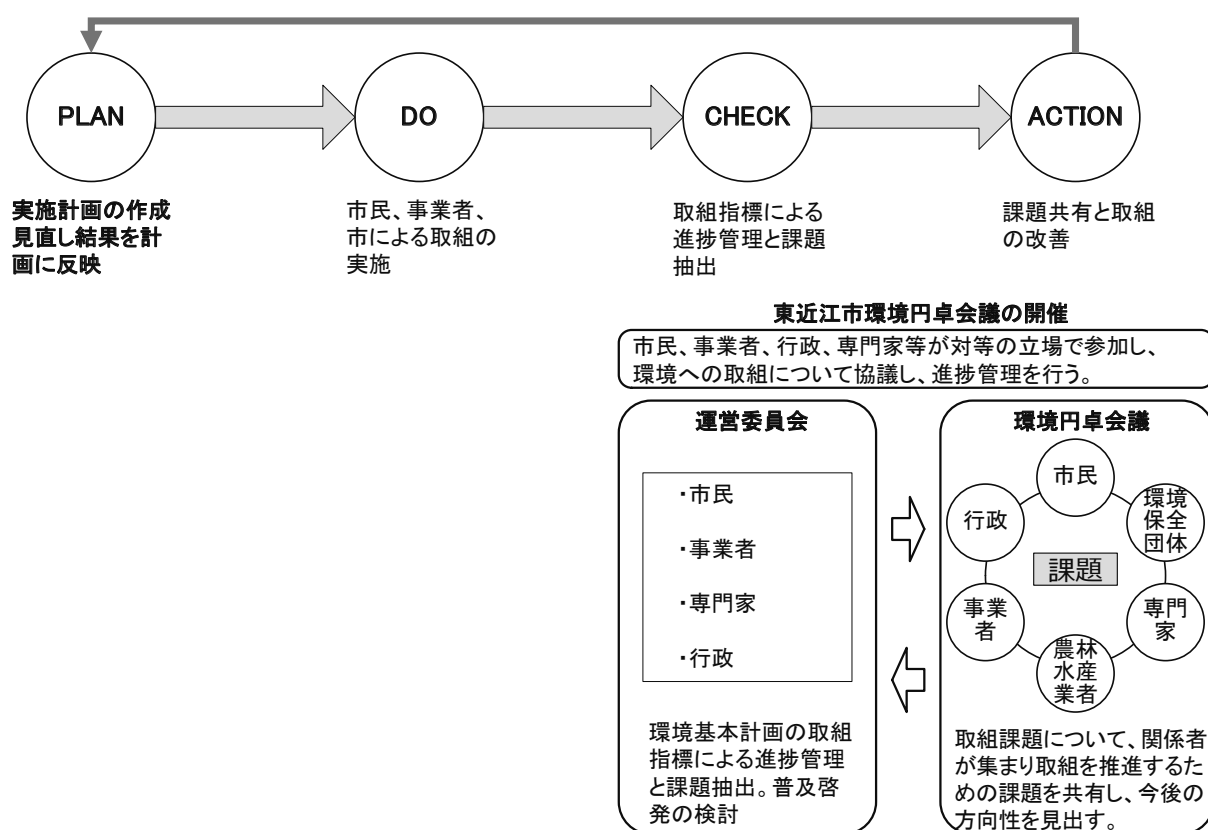 PLAN
DO
CHECK
ACTION
実施計画の作成
見直し結果を計
画に反映
市民、事業者、
市による取組の
実施
取組指標による
進捗管理と課題
抽出
課題共有と取組
の改善
東近江市環境円卓会議の開催
市民、事業者、行政、専門家等が対等の立場で参加し、
環境への取組について協議し、進捗管理を行う。
運営委員会
・市民
・事業者
・専門家
・行政
環境基本計画の取組
指標による進捗管理
と課題抽出。普及啓
発の検討
環境円卓会議
市民
環境
保全
団体
専門
家
農林
水産
業者
事業
者
行政
課題
取組課題について、関係者
が集まり取組を推進するた
めの課題を共有し、今後の
方向性を見出す。